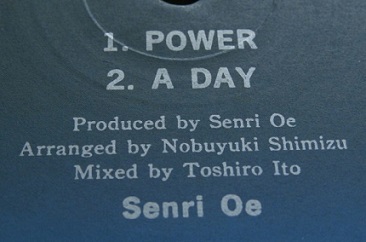 1. POWER
2. A DAY
Produced by Senri Oe
Arranged by Nobuyuki Shimizu
Mixed by Toshiro Ito
Senri Oe